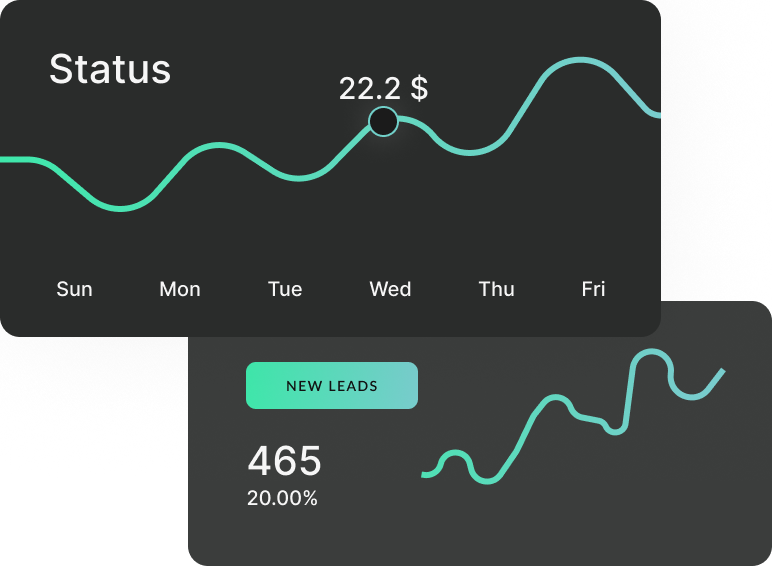 Status
22.2 $
Sun Mon Tue Wed Thu Fri
NEW LEADS
465
20.00%